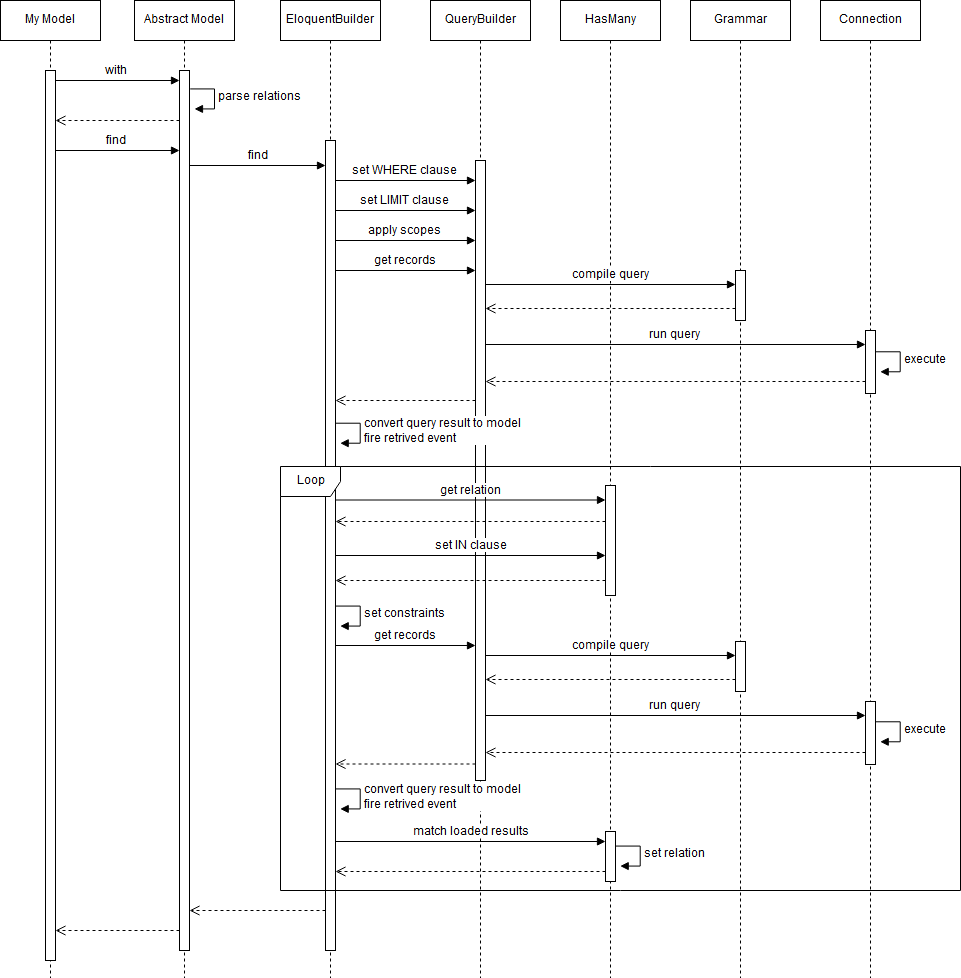 My Model
Abstract Model
EloquentBuilder
QueryBuilder
HasMany
Grammar
Connection
with
parse relations
find
find
set WHERE clause
set LIMIT clause
apply scopes
get records
compile query
run query
execute
convert query result to model
fire retrived event
Loop
get relation
set IN clause
set constraints
get records
compile query
run query
execute
convert query result to model
fire retrived event
match loaded results
set relation